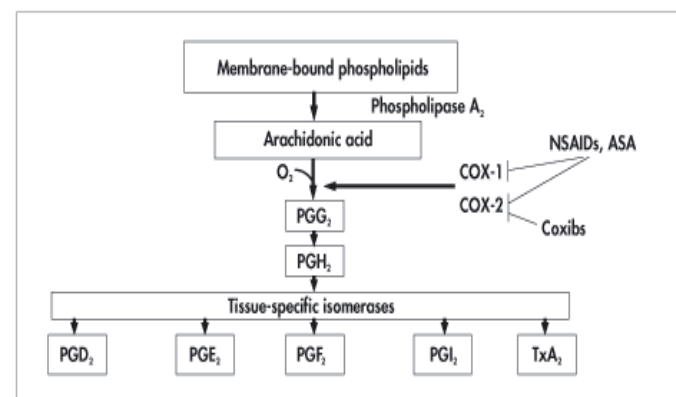 Membrane-bound phospholipids
Phospholipase A₂
Arachidonic acid
NSAIDs, ASA
O₂
COX-1
COX-2
Coxibs
PGG₂
PGH₂
Tissue-specific isomerases
PGD₂
PGE₂
PGF₂
PGI₂
TxA₂